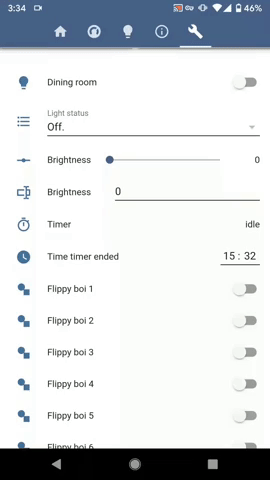 3:34
46%
Dining room
Light status
Off.
Brightness
0
Brightness
0
Timer
idle
Time timer ended
15 : 32
Flippy boi 1
Flippy boi 2
Flippy boi 3
Flippy boi 4
Flippy boi 5
Flippy boi 6